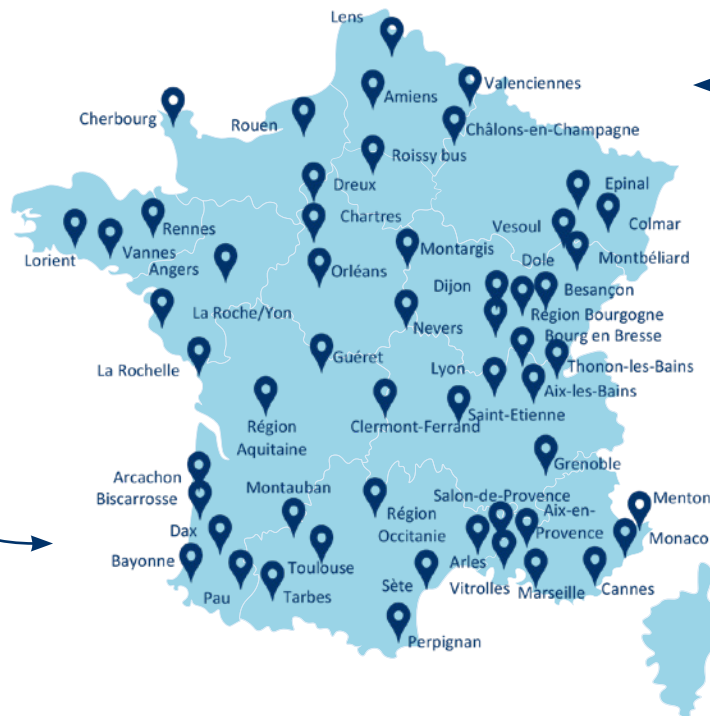 Lens
Valenciennes
Amiens
Cherbourg
Rouen
Châlons-en-Champagne
Roissy bus
Dreux
Epinal
Chartres
Rennes
Vesoul
Colmar
Vannes
Montargis
Lorient
Angers
Orléans
Dole
Montbéliard
Dijon
Besançon
La Roche/Yon
Nevers
Région Bourgogne
Bourg en Bresse
Guéret
La Rochelle
Lyon
Thonon-les-Bains
Aix-les-Bains
Saint-Etienne
Région
Aquitaine
Clermont-Ferrand
Grenoble
Arcachon
Biscarrosse
Montauban
Salon-de-Provence
Menton
Région
Occitanie
Aix-en-
Provence
Dax
Monaco
Bayonne
Toulouse
Arles
Pau
Tarbes
Sète
Vitrolles
Marseille
Cannes
Perpignan